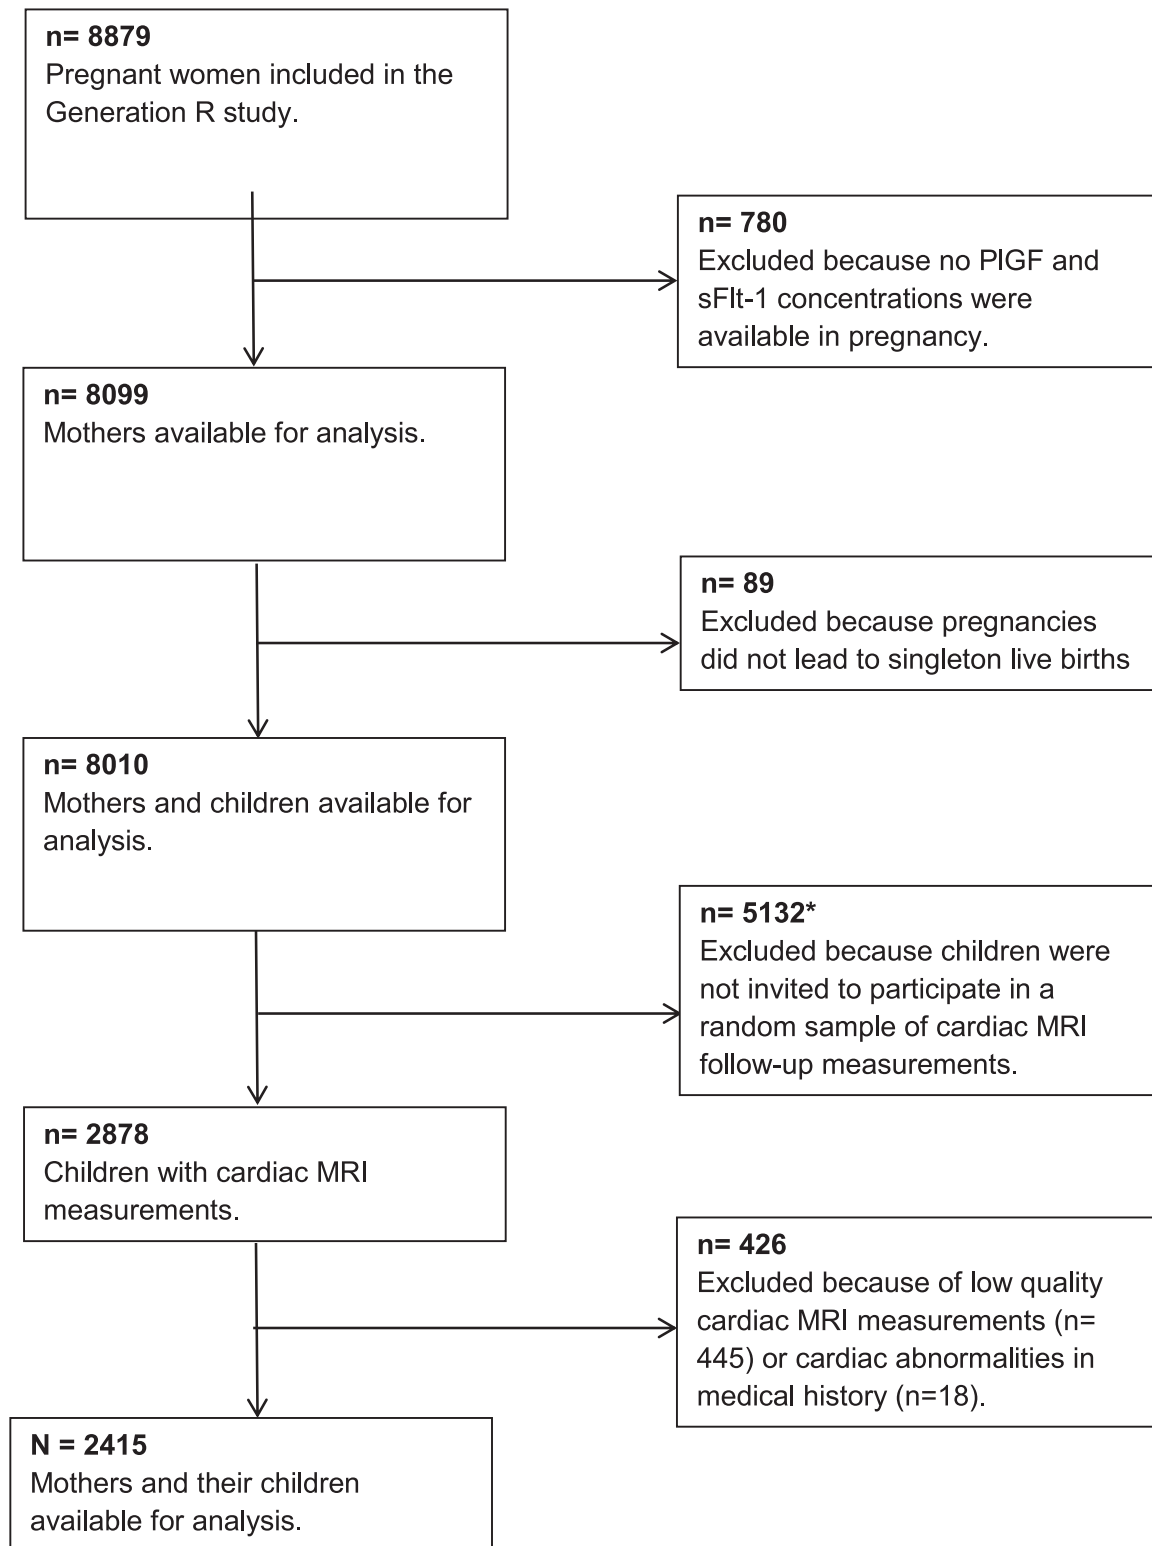 n= 8879
Pregnant women included in the
Generation R study.
n= 780
Excluded because no PlGF and
sFlt-1 concentrations were
available in pregnancy.
n= 8099
Mothers available for analysis.
n= 89
Excluded because pregnancies
did not lead to singleton live births
n= 8010
Mothers and children available for
analysis.
n= 5132*
Excluded because children were
not invited to participate in a
random sample of cardiac MRI
follow-up measurements.
n= 2878
Children with cardiac MRI
measurements.
n= 426
Excluded because of low quality
cardiac MRI measurements (n=
445) or cardiac abnormalities in
medical history (n=18).
N = 2415
Mothers and their children
available for analysis.